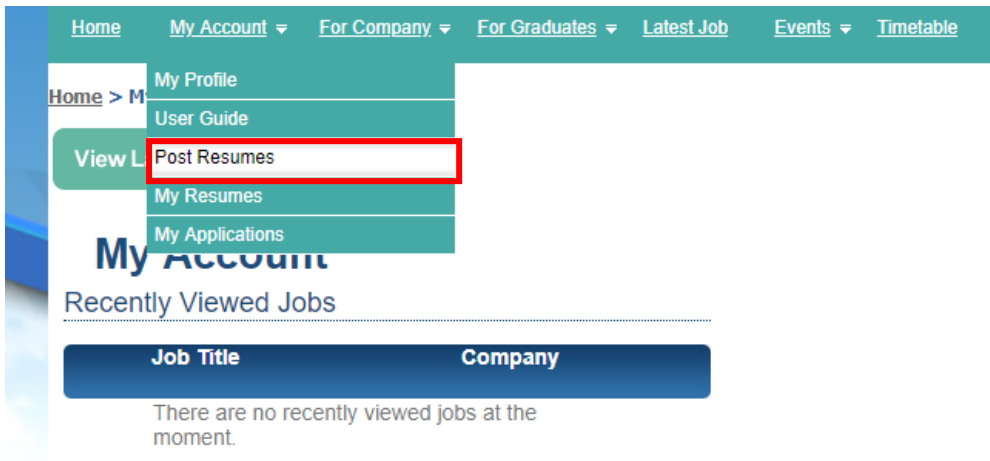 Home My Account For Company For Graduates Latest Job Events Timetable
My Profile
Home > M
User Guide
View L
Post Resumes
My Resumes
My Applications
My Account
Recently Viewed Jobs
Job Title Company
There are no recently viewed jobs at the
moment.